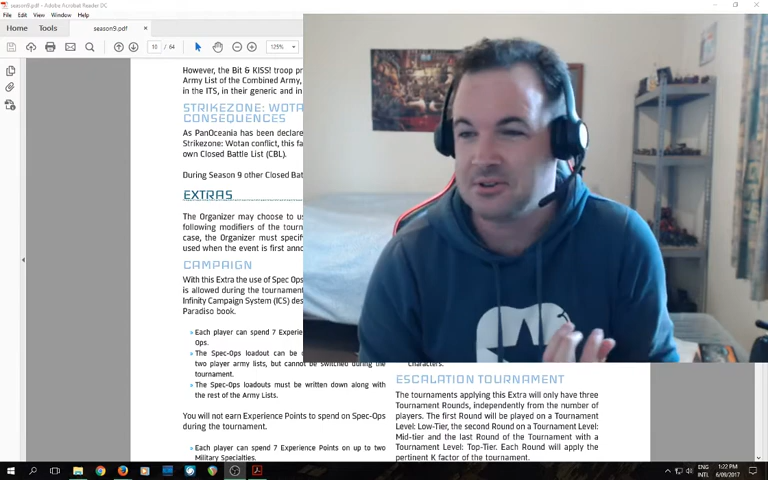 season9.pdf - Adobe Acrobat Reader DC
File Edit View Window Help
Home Tools season9.pdf ×
10 / 64 125%
However, the Bit & KISS! troop pr
Army List of the Combined Army,
in the ITS, in their generic and in
STRIKEZONE: WOTA
CONSEQUENCES
As PanOceania has been declare
Strikezone: Wotan conflict, this fa
own Closed Battle List (CBL).
During Season 9 other Closed Bat
EXTRAS
The Organizer may choose to us
following modifiers of the tourn
case, the Organizer must specif
used when the event is first anno
CAMPAIGN
With this Extra the use of Spec Ops
is allowed during the tournament
Infinity Campaign System (ICS) des
Paradiso book.
» Each player can spend 7 Experie
Ops.
» The Spec-Ops loadout can be
two player army lists, but cannot be switched during the
tournament.
» The Spec-Ops loadouts must be written down along with
the rest of the Army Lists.
You will not earn Experience Points to spend on Spec-Ops
during the tournament.
» Each player can spend 7 Experience Points on up to two
Military Specialties.
Characters.
ESCALATION TOURNAMENT
The tournaments applying this Extra will only have three
Tournament Rounds, independently from the number of
players. The first Round will be played on a Tournament
Level: Low-Tier, the second Round on a Tournament Level:
Mid-tier and the last Round of the Tournament with a
Tournament Level: Top-Tier. Each Round will apply the
pertinent K factor of the tournament.
ENG
INTL
1:22 PM
6/09/2017